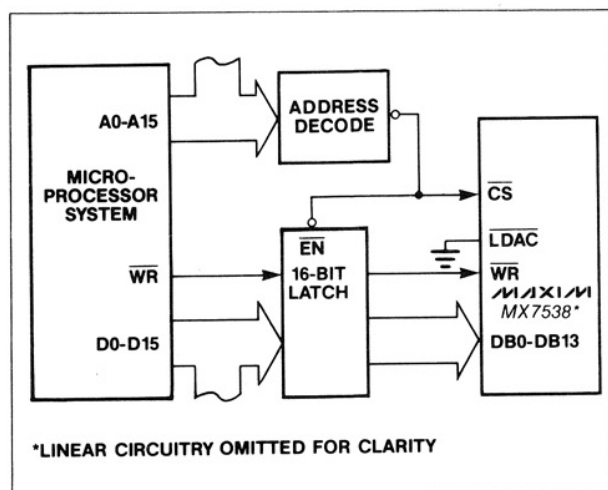 A0-A15
MICRO-
PROCESSOR
SYSTEM
WR
D0-D15
ADDRESS
DECODE
EN
16-BIT
LATCH
CS
LDAC
WR
MAXIM
MX7538*
DB0-DB13
*LINEAR CIRCUITRY OMITTED FOR CLARITY